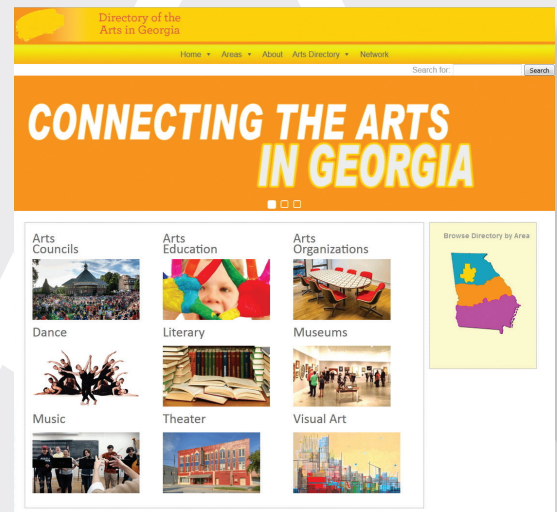 Directory of the
Arts in Georgia
Home Areas About Arts Directory Network
Search for: Search
CONNECTING THE ARTS
IN GEORGIA
Arts
Councils
Arts
Education
Arts
Organizations
Browse Directory by Area
Dance
Literary
Museums
Music
Theater
Visual Art